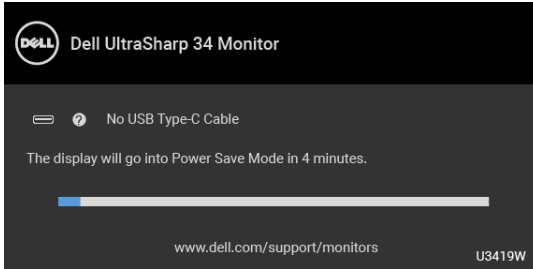 DELL Dell UltraSharp 34 Monitor
? No USB Type-C Cable
The display will go into Power Save Mode in 4 minutes.
www.dell.com/support/monitors
U3419W